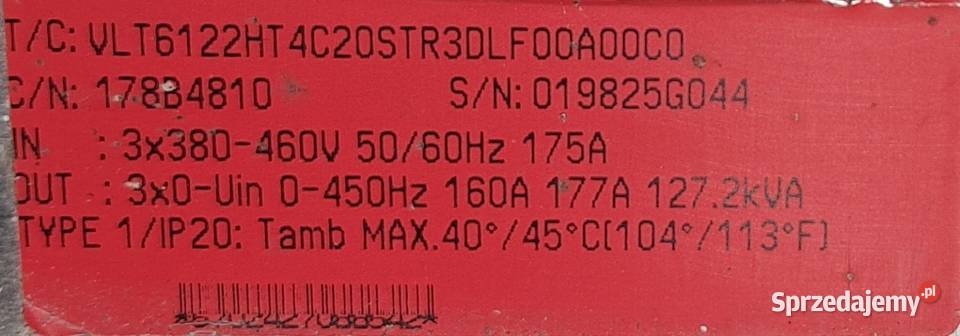 T/C: VLT6122HT4C20STR3DLF00A00C0
C/N: 178B4810 S/N: 019825G044
IN : 3x380-460V 50/60Hz 175A
OUT : 3x0-Uin 0-450Hz 160A 177A 127.2kVA
TYPE 1/IP20: Tamb MAX.40°/45°C(104°/113°F)
Sprzedajemy.pl